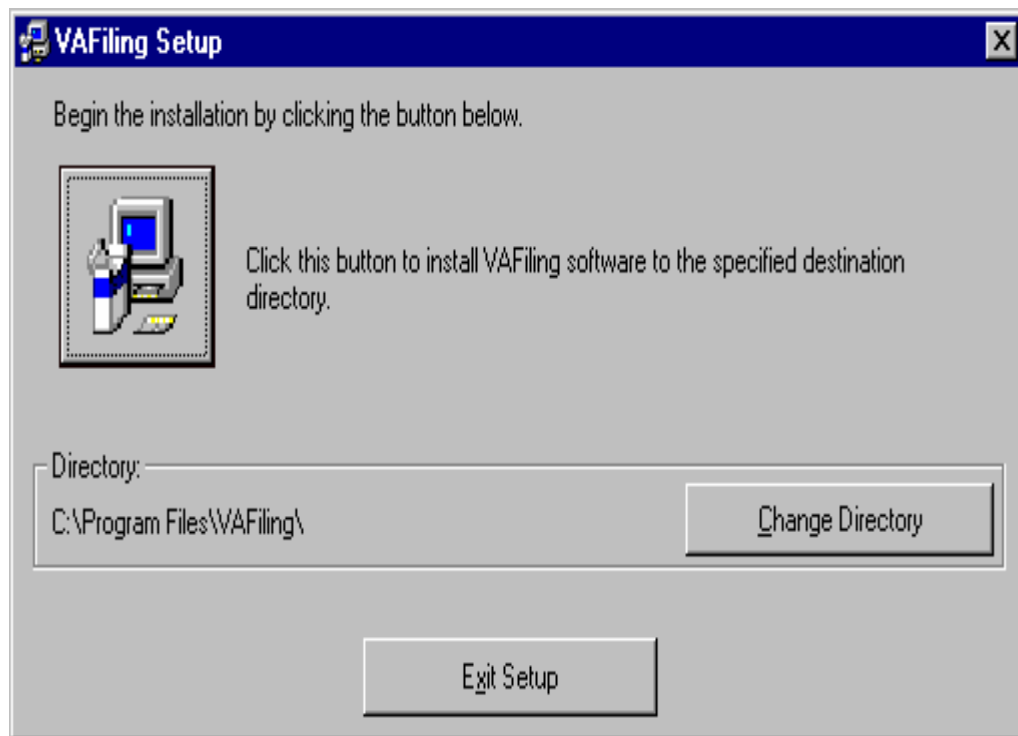 VAFiling Setup
Begin the installation by clicking the button below.
Click this button to install VAFiling software to the specified destination
directory.
Directory:
C:\Program Files\VAFiling\
Change Directory
Exit Setup